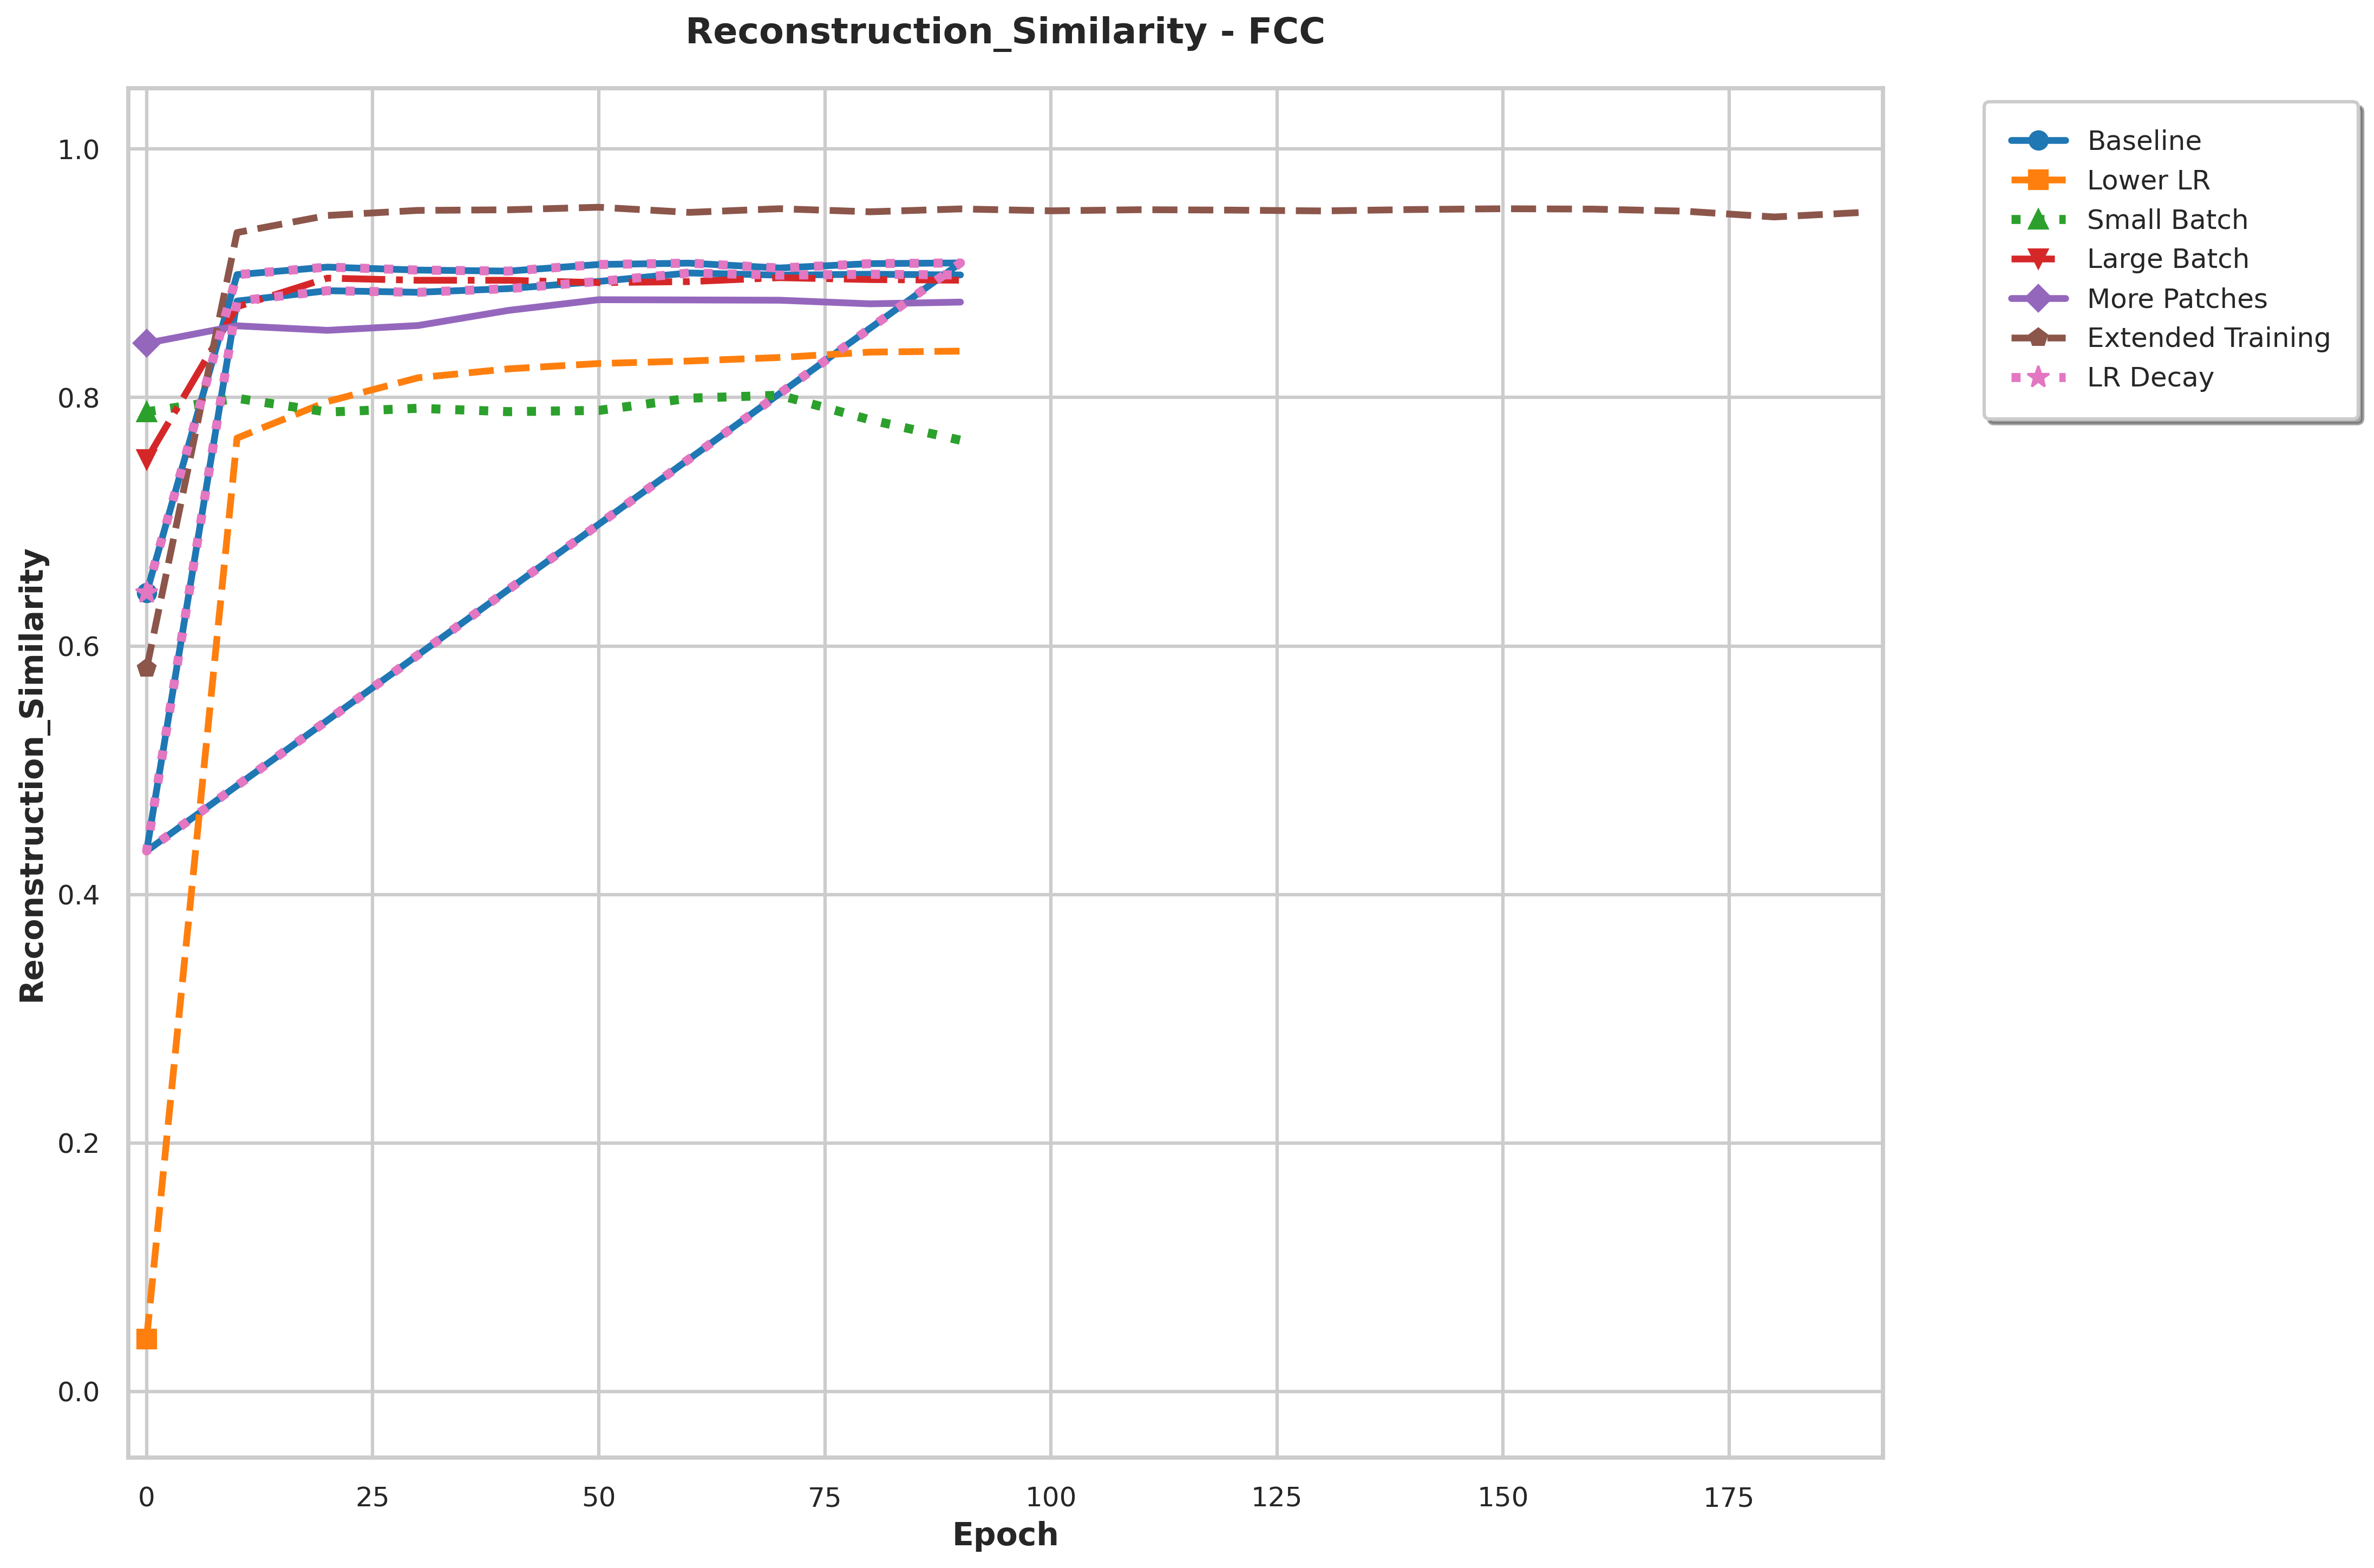 Reconstruction_Similarity - FCC
Reconstruction_Similarity
1.0
0.8
0.6
0.4
0.2
0.0
0 25 50 75 100 125 150 175
Epoch
Baseline
Lower LR
Small Batch
Large Batch
More Patches
Extended Training
LR Decay